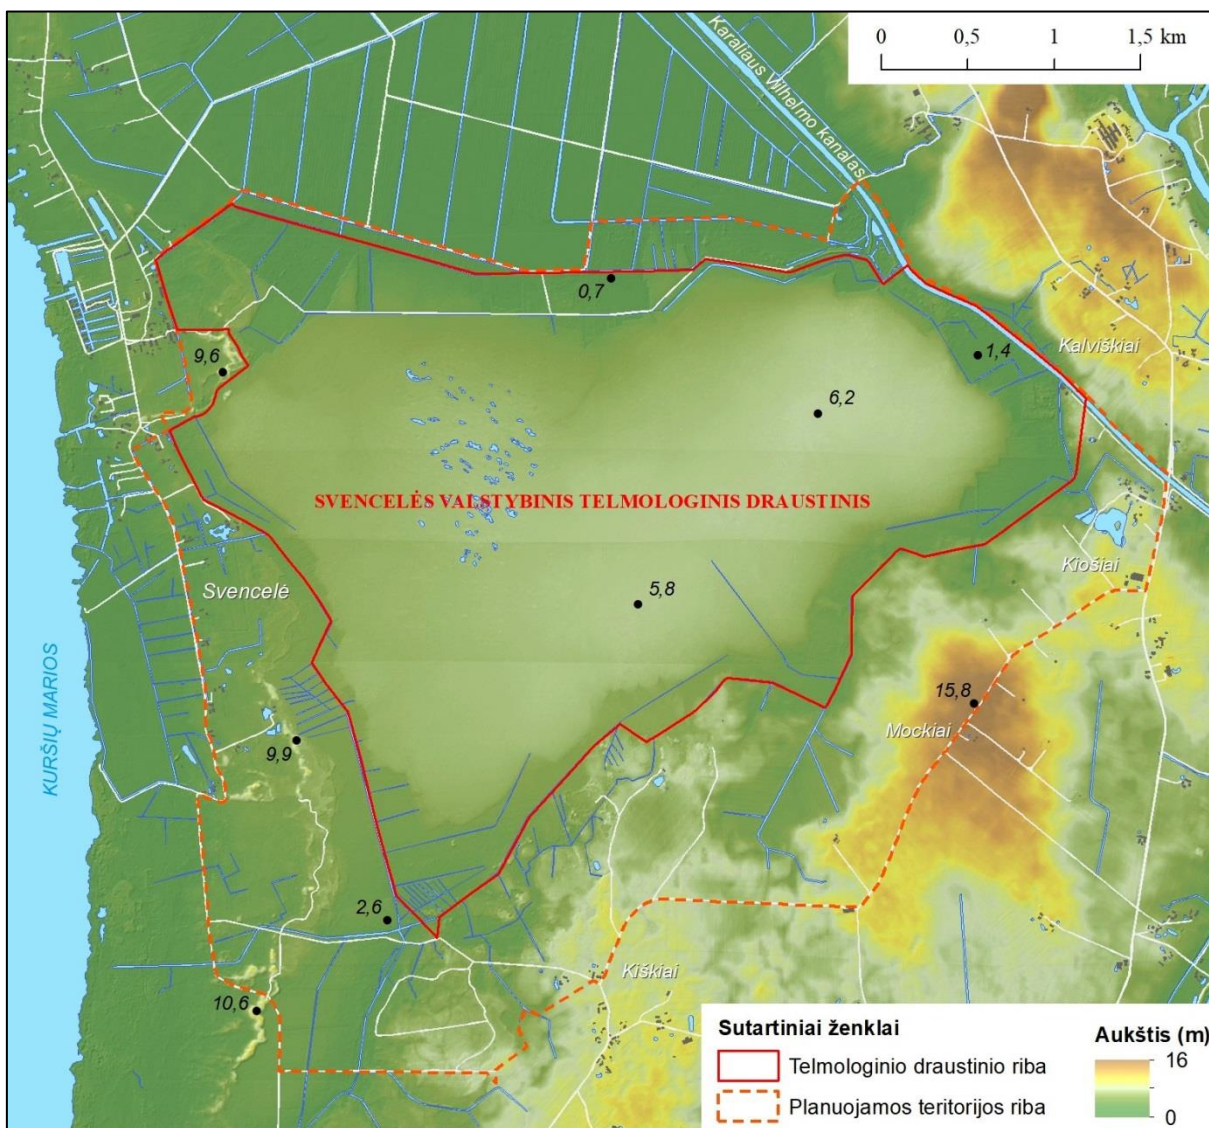 0 0,5 1 1,5 km
Karaliaus Vilhelmo kanalas
0,7
9,6
1,4
Kalviškiai
6,2
SVENCELĖS VALSTYBINIS TELMOLOGINIS DRAUSTINIS
Kiošiai
Svencelė
5,8
KURŠIŲ MARIOS
15,8
Mockiai
9,9
2,6
Kiškiai
10,6
Sutartiniai ženklai
Telmologinio draustinio riba
Planuojamos teritorijos riba
Aukštis (m)
16
0